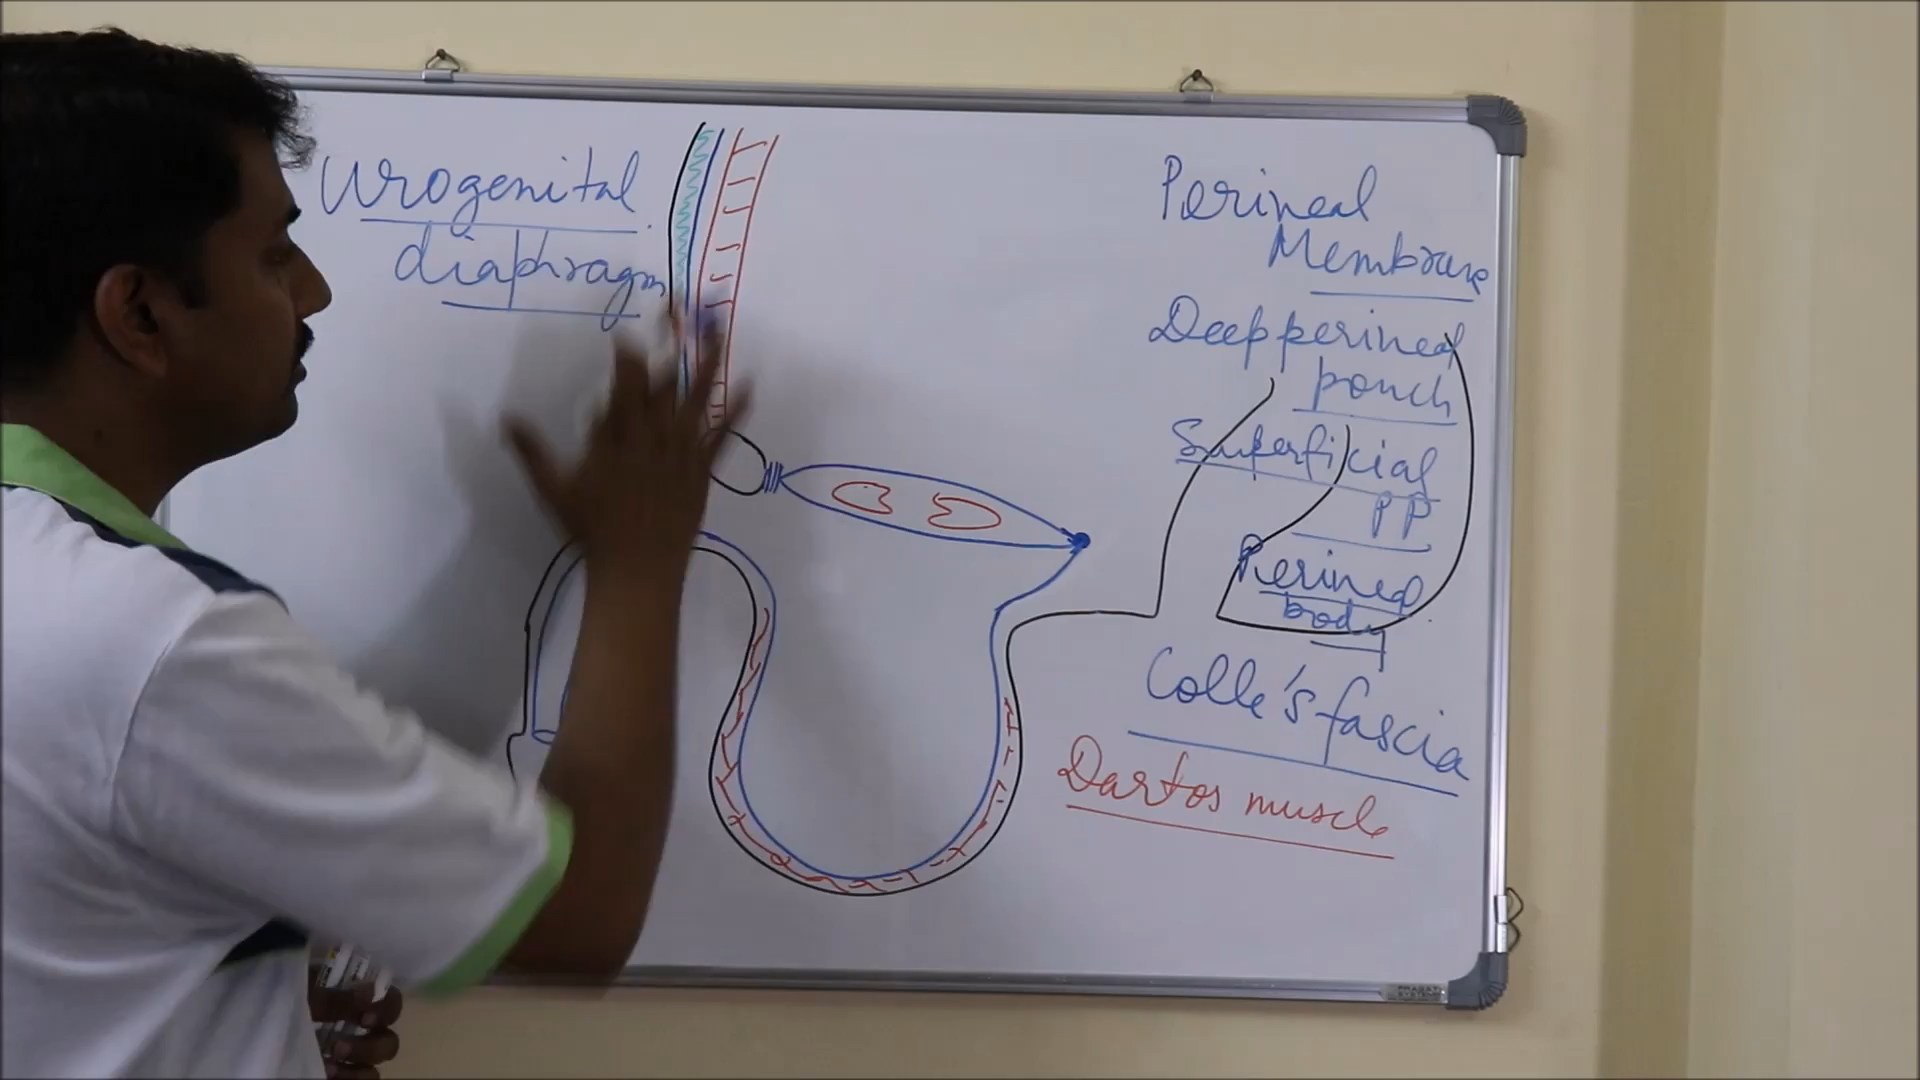 Urogenital
diaphragm
Perineal
Membrane
Deep perineal
pouch
Superficial
PP
Perineal
body
Colle's fascia
Dartos muscle